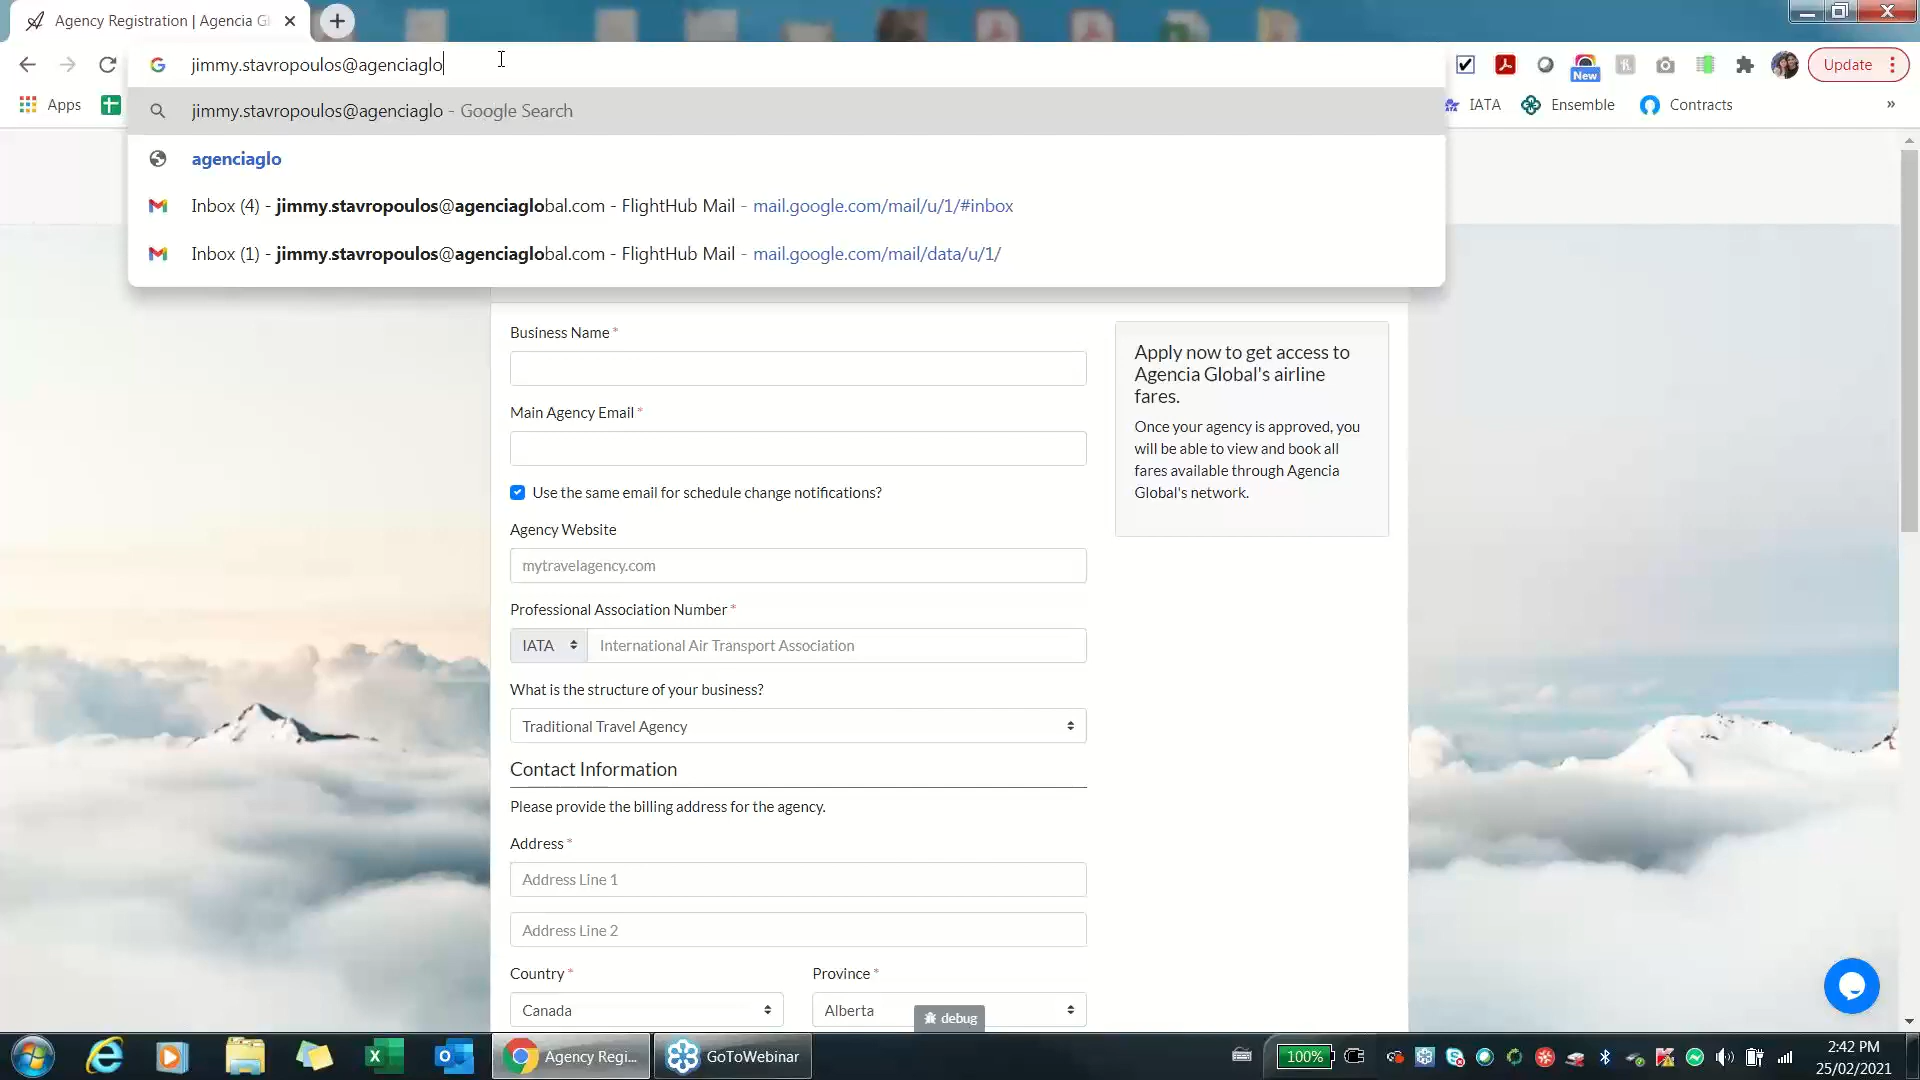 Agency Registration | Agencia Gl
jimmy.stavropoulos@agenciaglo
New
Update
jimmy.stavropoulos@agenciaglo - Google Search
Apps
IATA
Ensemble
Contracts
»
agenciaglo
Inbox (4) - jimmy.stavropoulos@agenciaglobal.com - FlightHub Mail - mail.google.com/mail/u/1/#inbox
Inbox (1) - jimmy.stavropoulos@agenciaglobal.com - FlightHub Mail - mail.google.com/mail/data/u/1/
Business Name *
Main Agency Email *
Use the same email for schedule change notifications?
Agency Website
mytravelagency.com
Professional Association Number *
IATA
International Air Transport Association
What is the structure of your business?
Traditional Travel Agency
Contact Information
Please provide the billing address for the agency.
Address *
Address Line 1
Address Line 2
Country *
Province *
Canada
Alberta
debug
Apply now to get access to
Agencia Global's airline
fares.
Once your agency is approved, you
will be able to view and book all
fares available through Agencia
Global's network.
Agency Regi...
GoToWebinar
100%
2:42 PM
25/02/2021